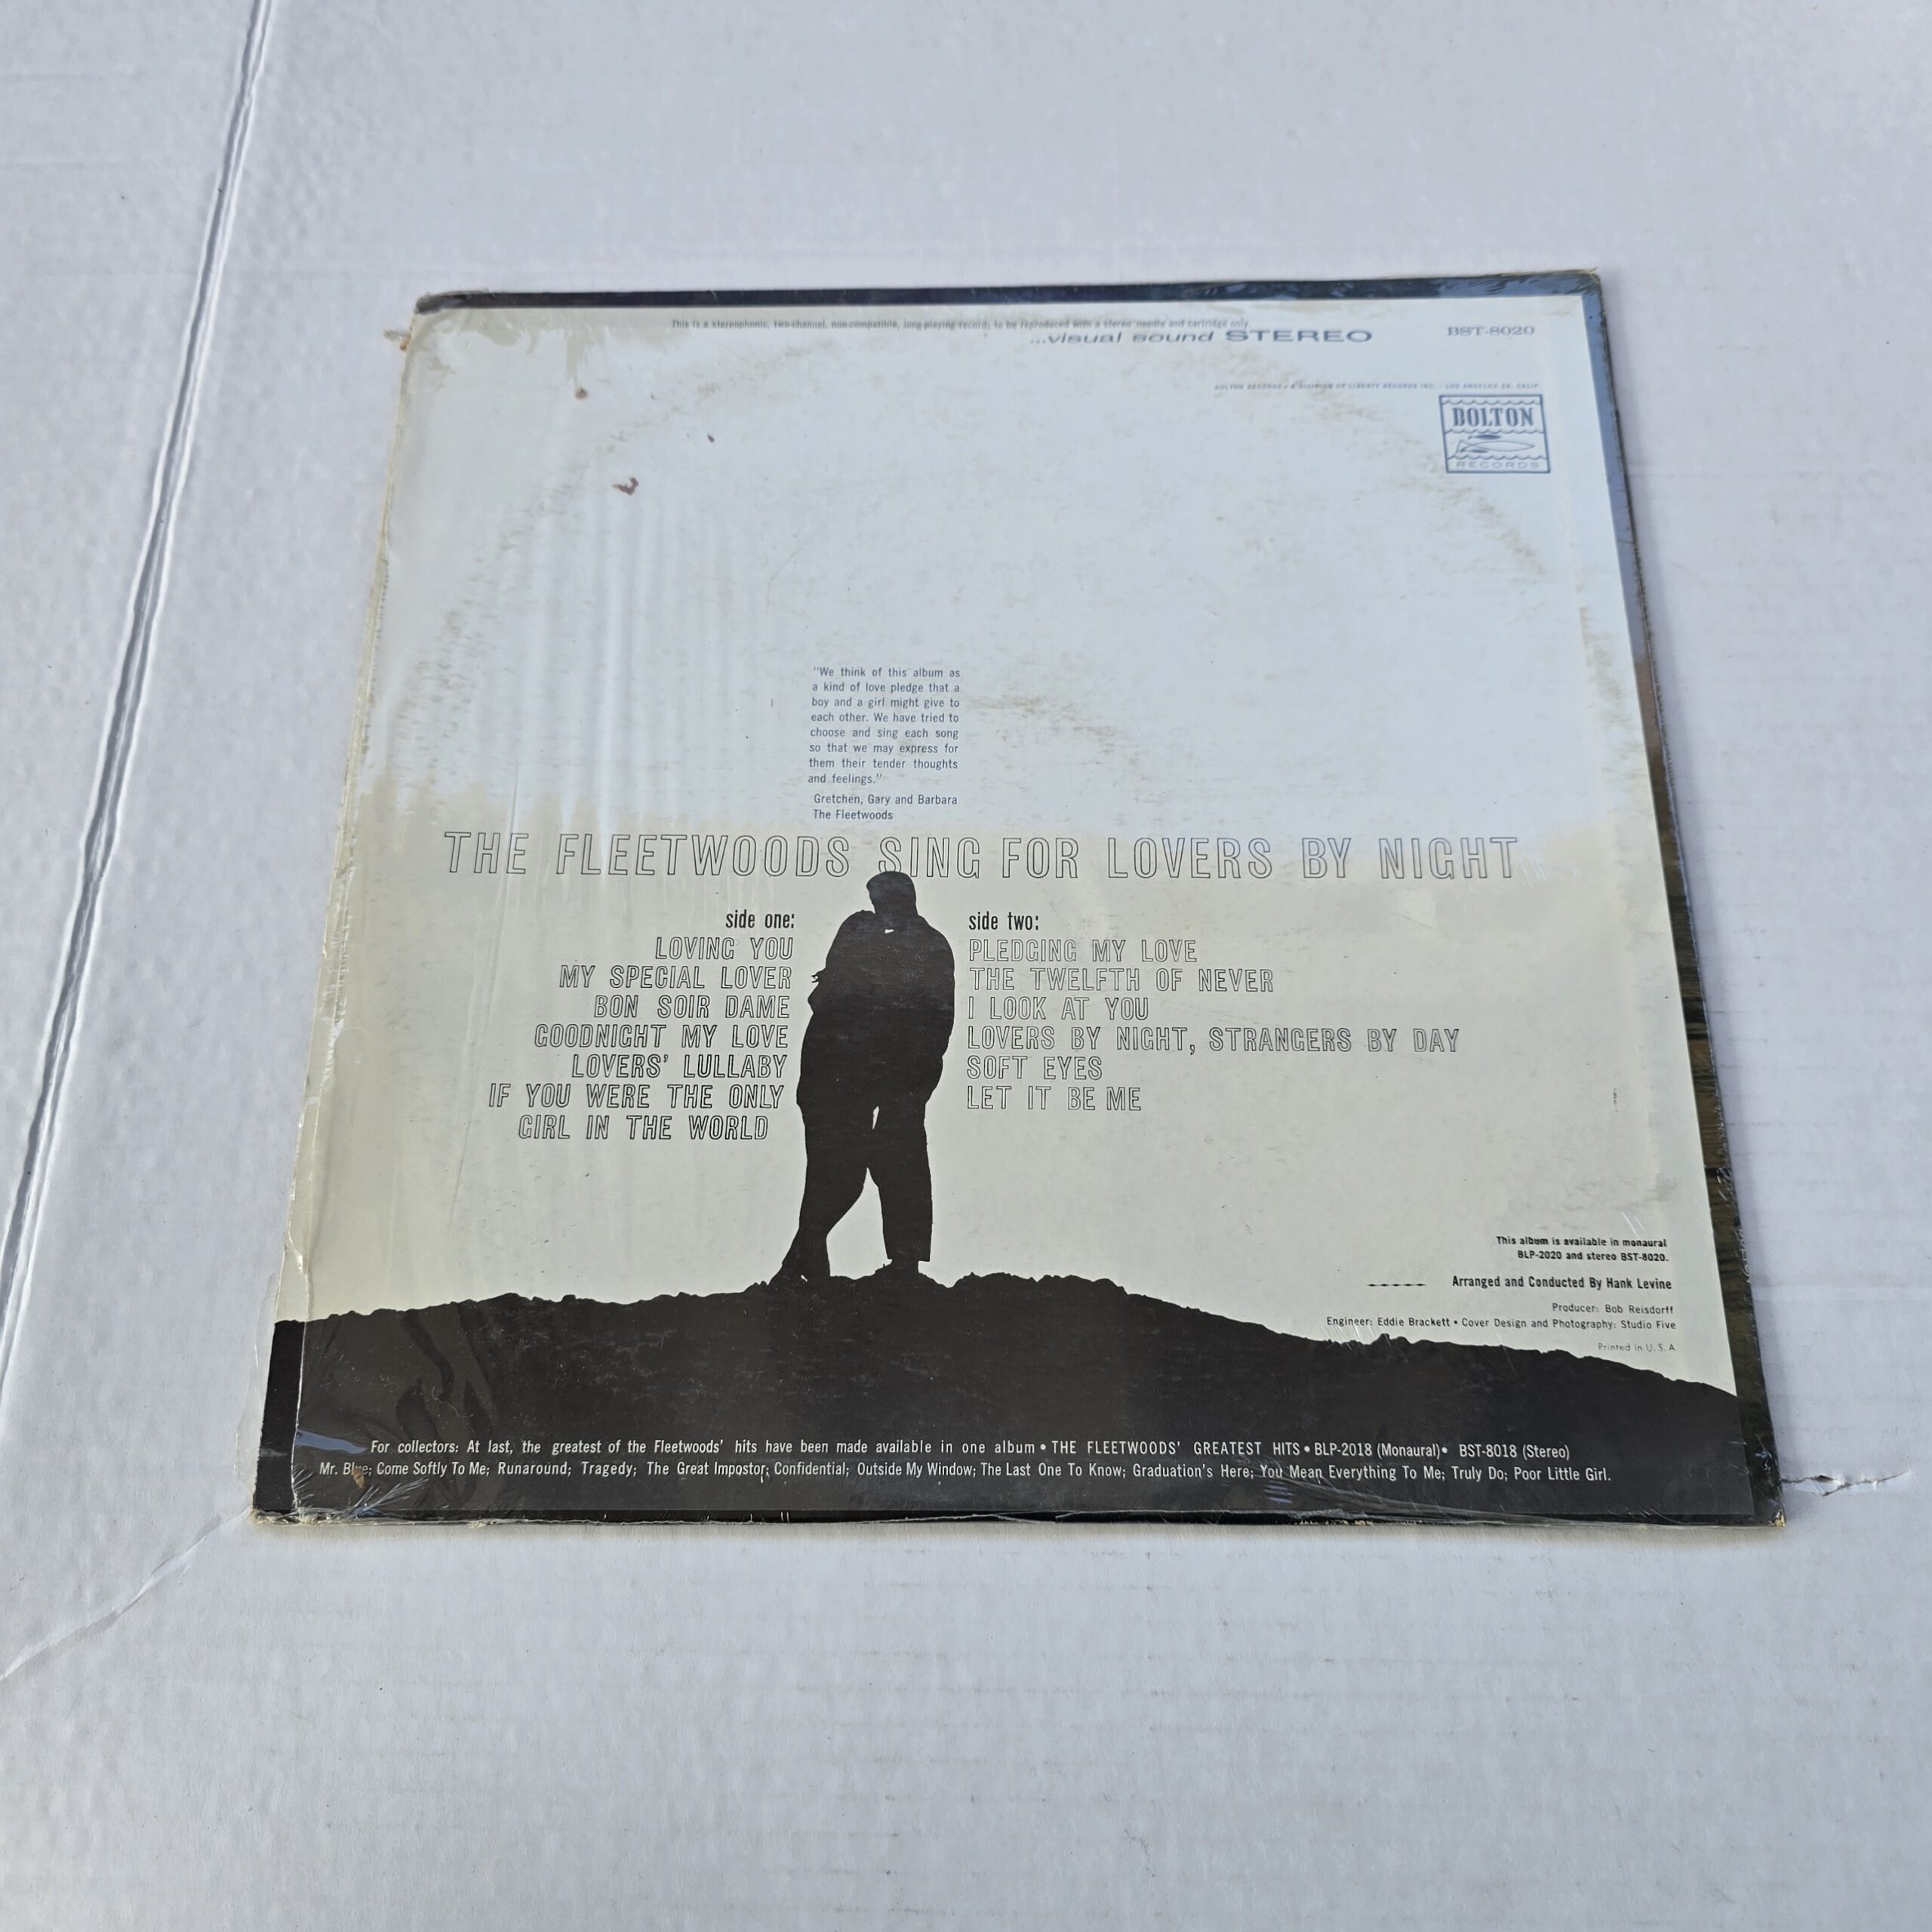 This is a stereophonic, two-channel, non-compatible, long-playing record; to be reproduced with a stereo needle and cartridge only.
...visual sound STEREO
BST-8020
DOLTON RECORDS / A DIVISION OF LIBERTY RECORDS INC. · LOS ANGELES 28, CALIF.
DOLTON
RECORDS
"We think of this album as
a kind of love pledge that a
boy and a girl might give to
each other. We have tried to
choose and sing each song
so that we may express for
them their tender thoughts
and feelings."
Gretchen, Gary and Barbara
The Fleetwoods
THE FLEETWOODS SING FOR LOVERS BY NIGHT
side one:
LOVING YOU
MY SPECIAL LOVER
BON SOIR DAME
GOODNIGHT MY LOVE
LOVERS' LULLABY
IF YOU WERE THE ONLY
GIRL IN THE WORLD
side two:
PLEDGING MY LOVE
THE TWELFTH OF NEVER
I LOOK AT YOU
LOVERS BY NIGHT, STRANGERS BY DAY
SOFT EYES
LET IT BE ME
This album is available in monaural
BLP-2020 and stereo BST-8020.
Arranged and Conducted By Hank Levine
Producer: Bob Reisdorff
Engineer: Eddie Brackett • Cover Design and Photography: Studio Five
Printed in U.S.A.
For collectors: At last, the greatest of the Fleetwoods' hits have been made available in one album • THE FLEETWOODS' GREATEST HITS • BLP-2018 (Monaural) • BST-8018 (Stereo)
Mr. Blue; Come Softly To Me; Runaround; Tragedy; The Great Impostor; Confidential; Outside My Window; The Last One To Know; Graduation's Here; You Mean Everything To Me; Truly Do; Poor Little Girl.